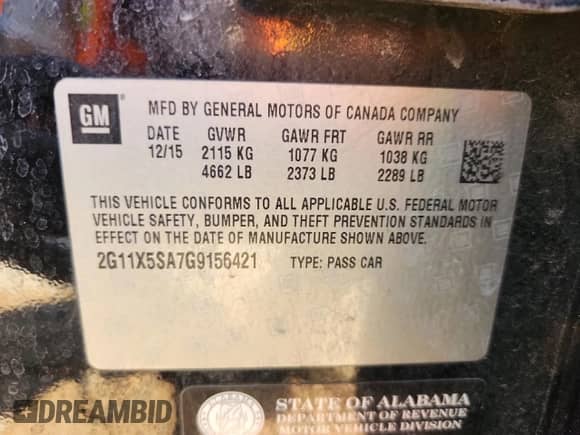 GM
MFD BY GENERAL MOTORS OF CANADA COMPANY
DATE GVWR GAWR FRT GAWR RR
12/15 2115 KG 1077 KG 1038 KG
4662 LB 2373 LB 2289 LB
THIS VEHICLE CONFORMS TO ALL APPLICABLE U.S. FEDERAL MOTOR
VEHICLE SAFETY, BUMPER, AND THEFT PREVENTION STANDARDS IN
EFFECT ON THE DATE OF MANUFACTURE SHOWN ABOVE.
2G11X5SA7G9156421 TYPE: PASS CAR
STATE OF ALABAMA
DEPARTMENT OF REVENUE
MOTOR VEHICLE DIVISION
DREAMBID